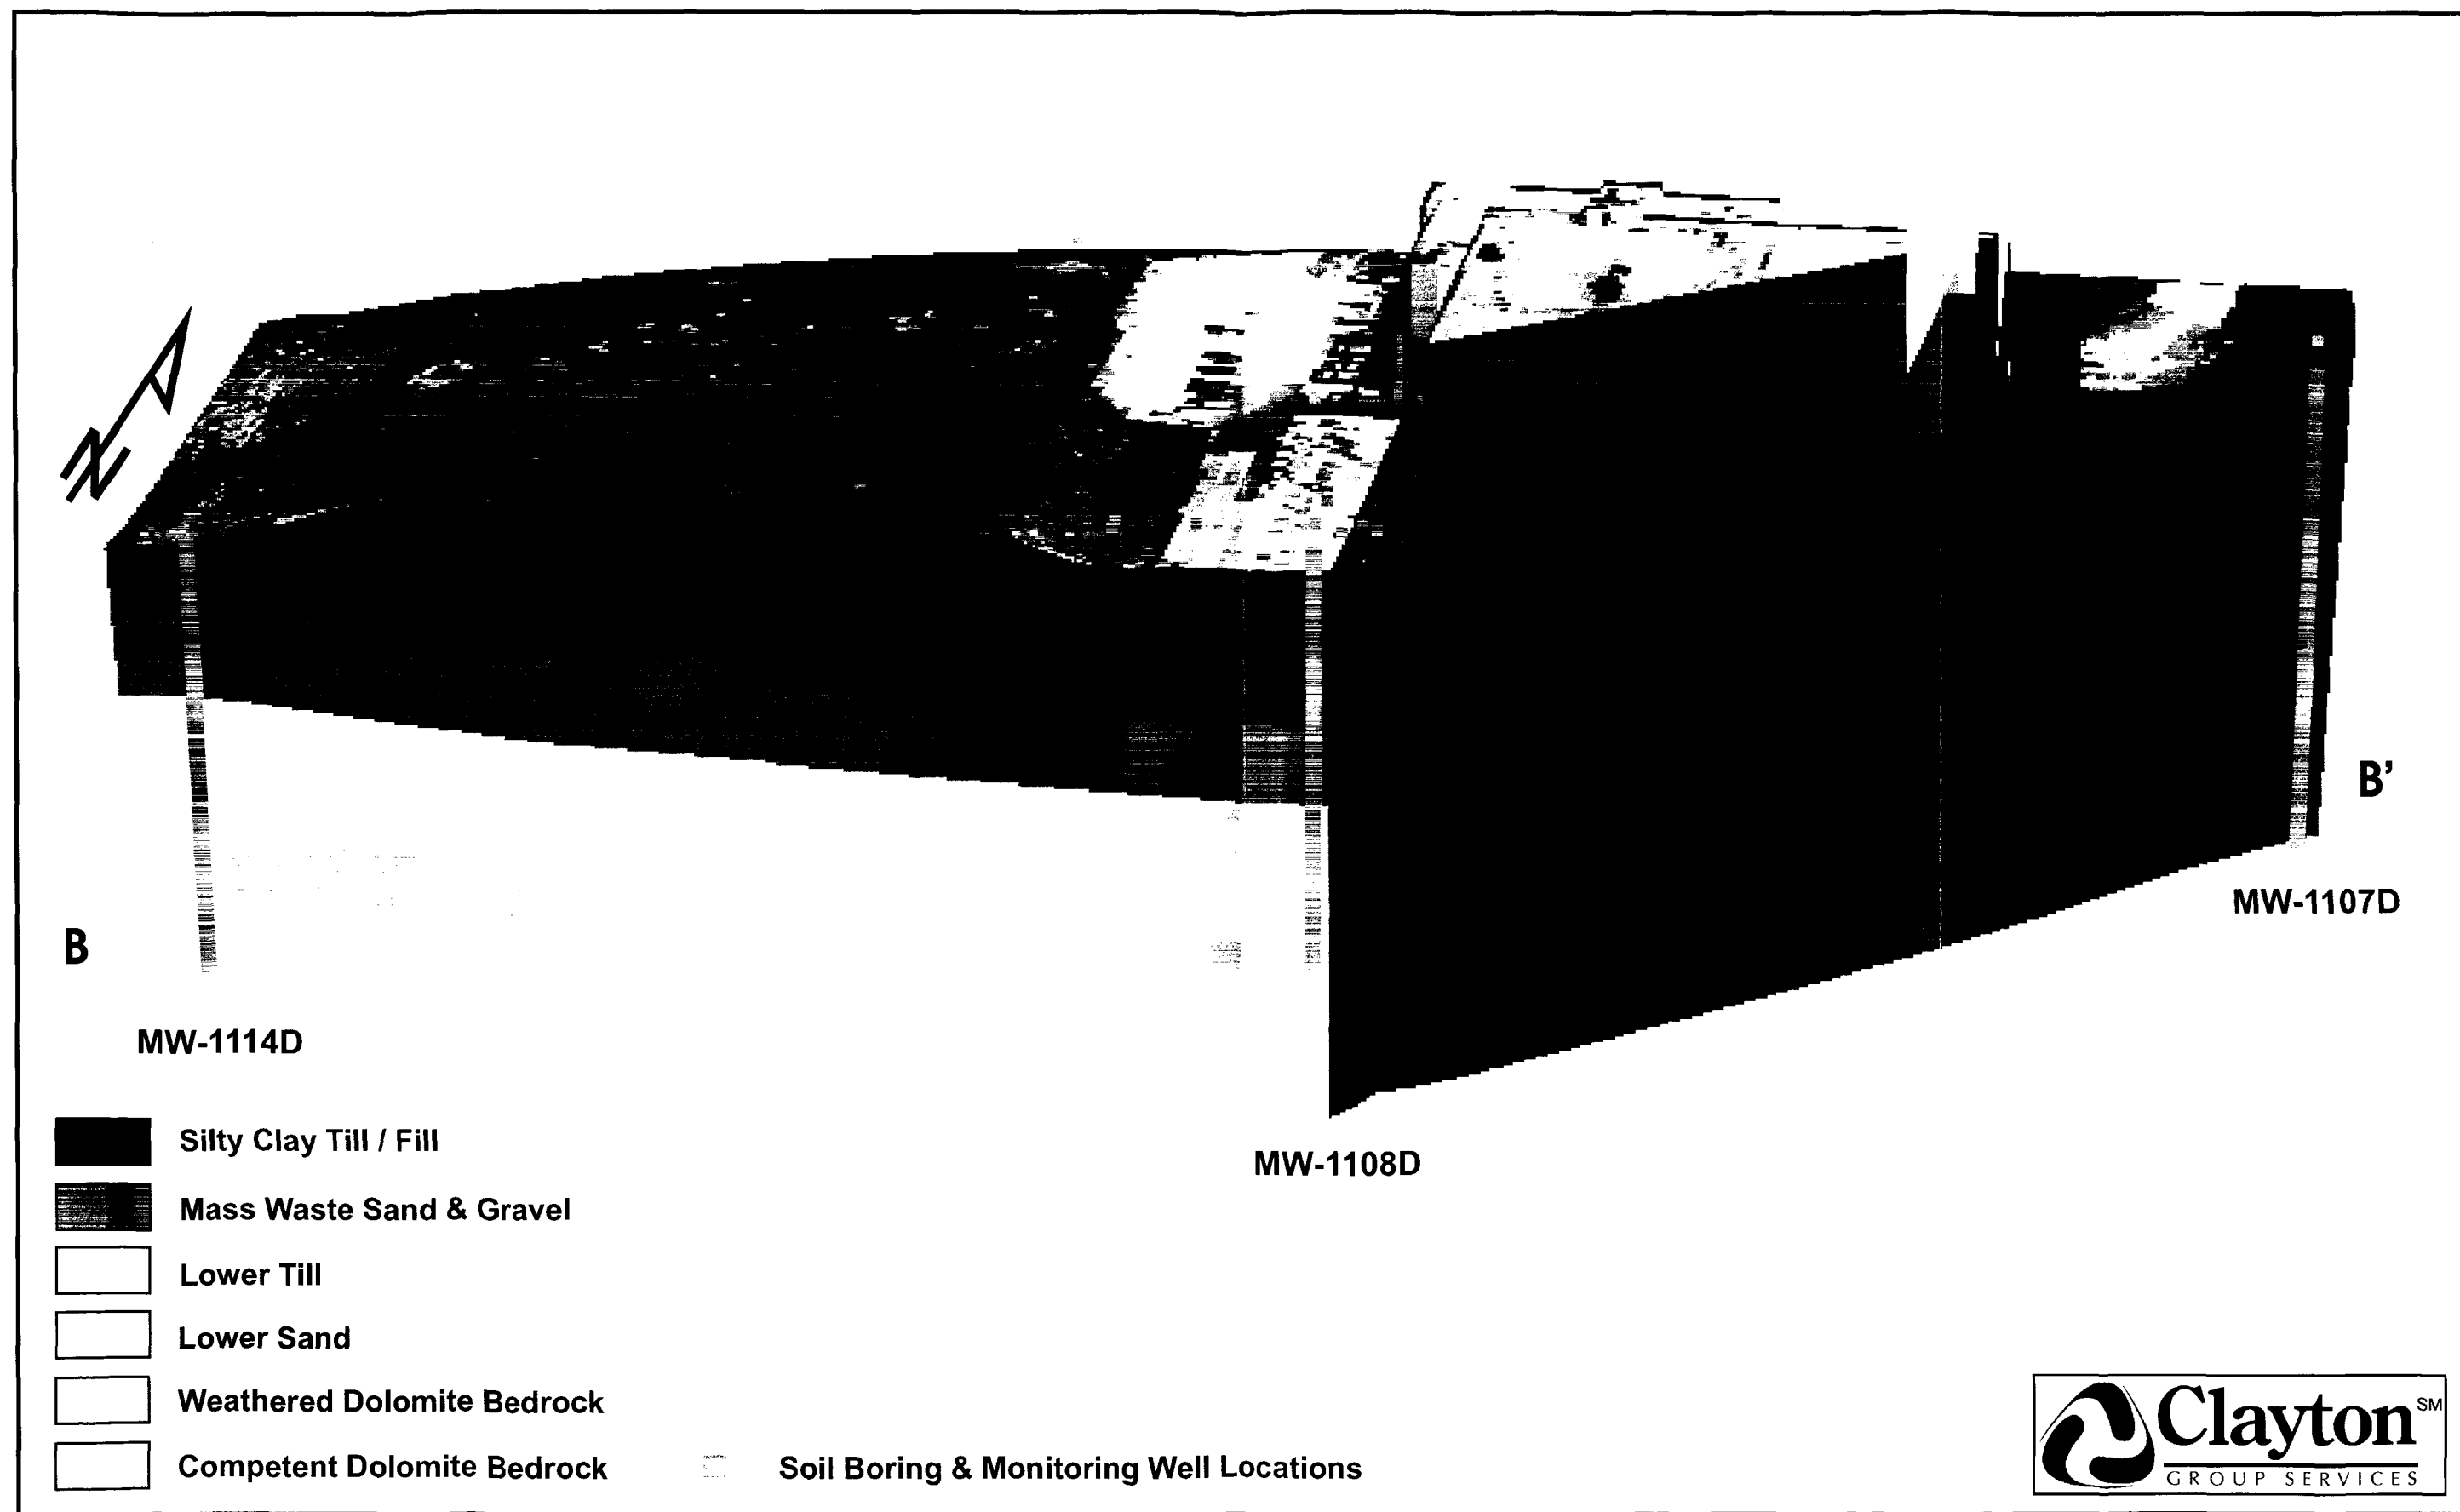 N
B'
MW-1107D
B
MW-1114D
MW-1108D
Silty Clay Till / Fill
Mass Waste Sand & Gravel
Lower Till
Lower Sand
Weathered Dolomite Bedrock
Competent Dolomite Bedrock
Soil Boring & Monitoring Well Locations
Clayton SM
GROUP SERVICES